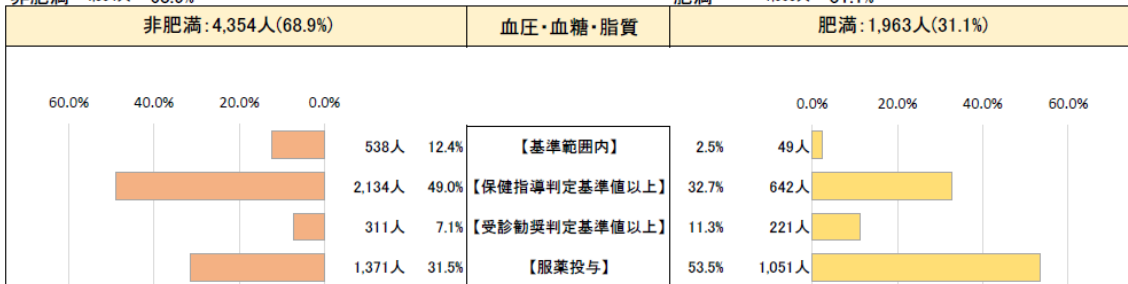 非肥満:4,354人(68.9%) 血圧・血糖・脂質 肥満:1,963人(31.1%)
60.0% 40.0% 20.0% 0.0% 0.0% 20.0% 40.0% 60.0%
538人 12.4% 【基準範囲内】 2.5% 49人
2,134人 49.0% 【保健指導判定基準値以上】 32.7% 642人
311人 7.1% 【受診勧奨判定基準値以上】 11.3% 221人
1,371人 31.5% 【服薬投与】 53.5% 1,051人